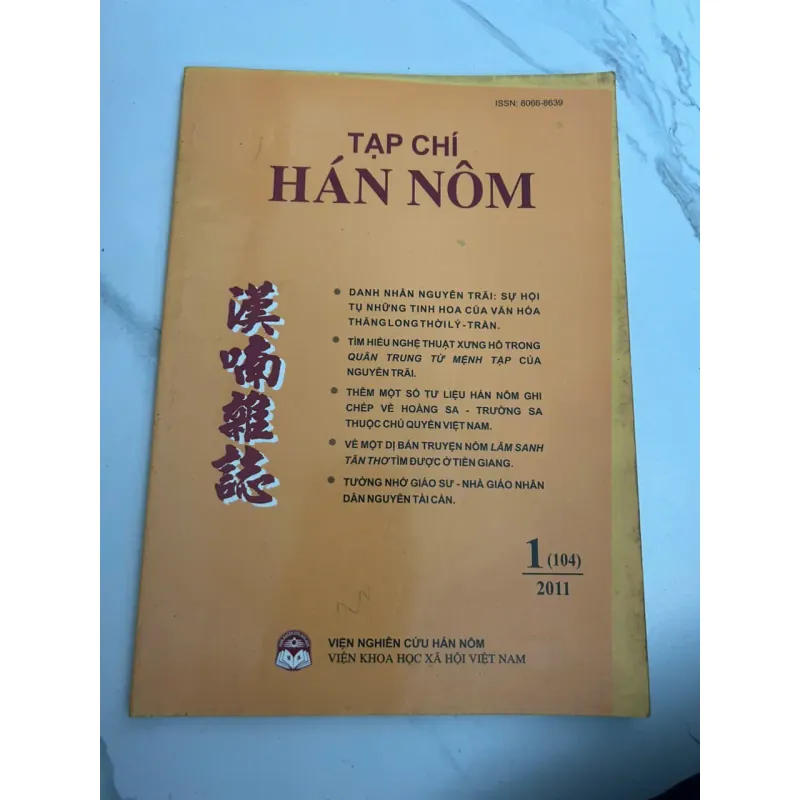 ISSN: 8066-8639
TẠP CHÍ
HÁN NÔM
漢喃雜誌
DANH NHÂN NGUYỄN TRÃI: SỰ HỘI
TỤ NHỮNG TINH HOA CỦA VĂN HÓA
THĂNG LONG THỜI LÝ - TRẦN.
TÌM HIỂU NGHỆ THUẬT XƯNG HÔ TRONG
QUÂN TRUNG TỪ MỆNH TẬP CỦA
NGUYỄN TRÃI.
THÊM MỘT SỐ TƯ LIỆU HÁN NÔM GHI
CHÉP VỀ HOÀNG SA - TRƯỜNG SA
THUỘC CHỦ QUYỀN VIỆT NAM.
VỀ MỘT DỊ BẢN TRUYỆN NÔM LÂM SANH
TÂN THƠ TÌM ĐƯỢC Ở TIỀN GIANG.
TƯỞNG NHỚ GIÁO SƯ - NHÀ GIÁO NHÂN
DÂN NGUYỄN TÀI CẨN.
1 (104)
2011
VIỆN NGHIÊN CỨU HÁN NÔM
VIỆN KHOA HỌC XÃ HỘI VIỆT NAM